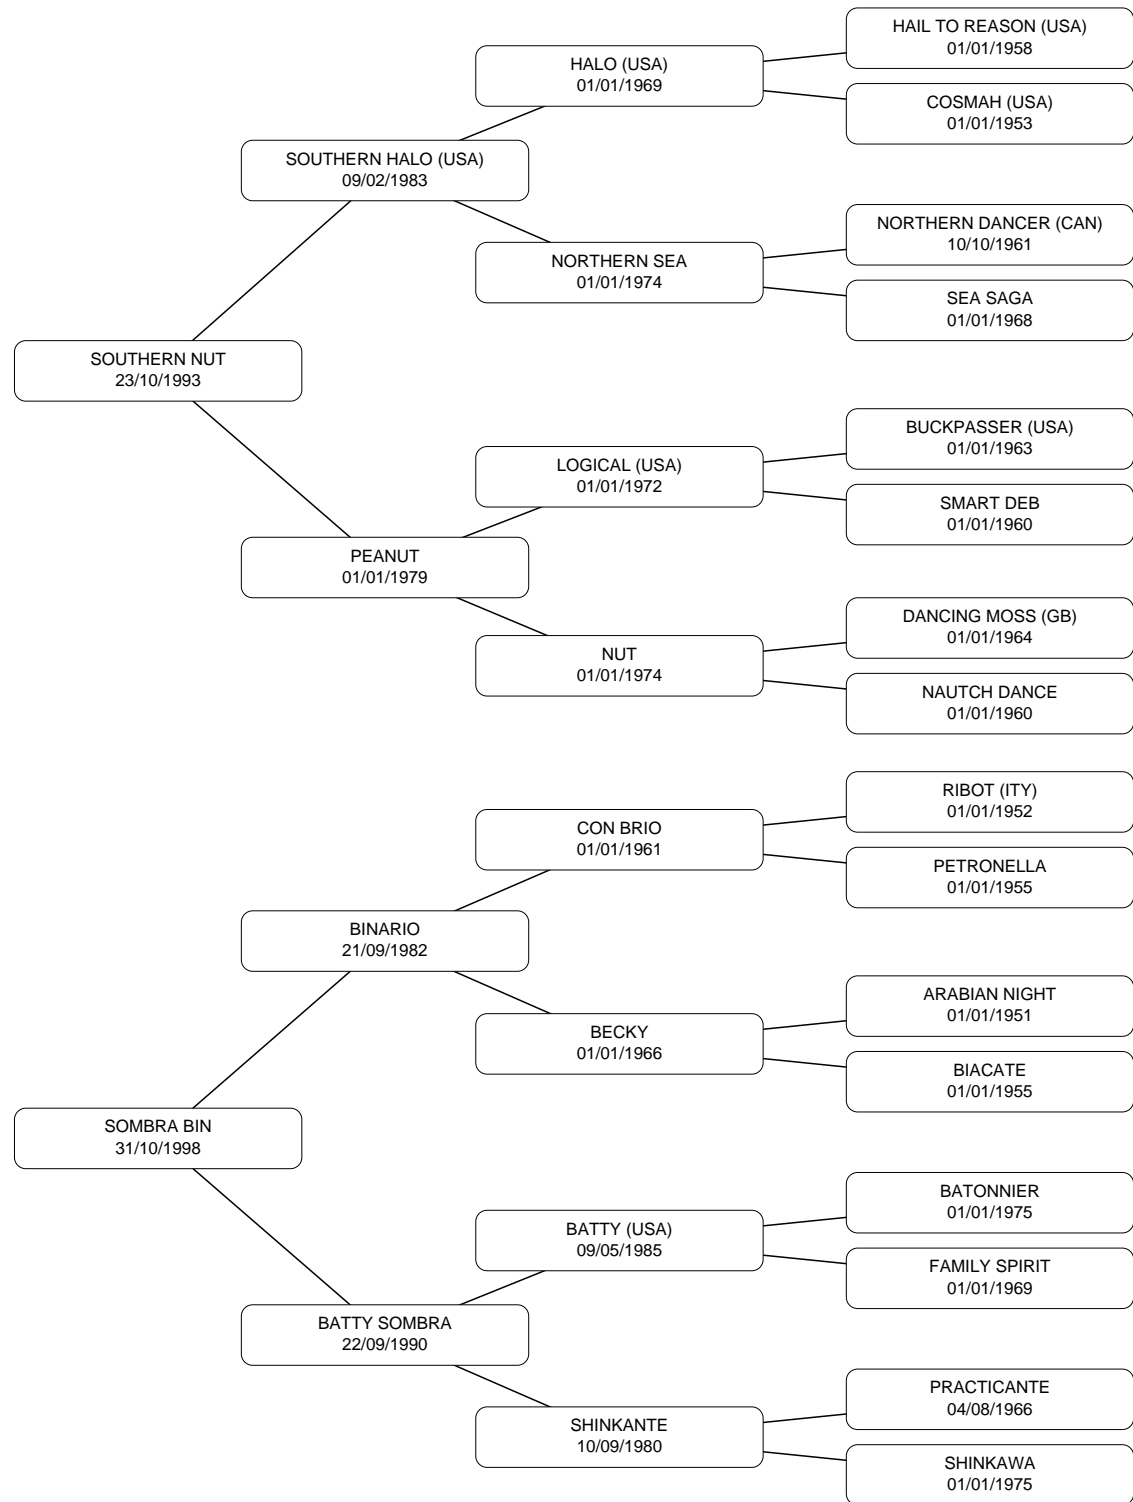 HAIL TO REASON (USA)
01/01/1958
HALO (USA)
01/01/1969
COSMAH (USA)
01/01/1953
SOUTHERN HALO (USA)
09/02/1983
NORTHERN DANCER (CAN)
10/10/1961
NORTHERN SEA
01/01/1974
SEA SAGA
01/01/1968
SOUTHERN NUT
23/10/1993
BUCKPASSER (USA)
01/01/1963
LOGICAL (USA)
01/01/1972
SMART DEB
01/01/1960
PEANUT
01/01/1979
DANCING MOSS (GB)
01/01/1964
NUT
01/01/1974
NAUTCH DANCE
01/01/1960
RIBOT (ITY)
01/01/1952
CON BRIO
01/01/1961
PETRONELLA
01/01/1955
BINARIO
21/09/1982
ARABIAN NIGHT
01/01/1951
BECKY
01/01/1966
BIACATE
01/01/1955
SOMBRA BIN
31/10/1998
BATONNIER
01/01/1975
BATTY (USA)
09/05/1985
FAMILY SPIRIT
01/01/1969
BATTY SOMBRA
22/09/1990
PRACTICANTE
04/08/1966
SHINKANTE
10/09/1980
SHINKAWA
01/01/1975